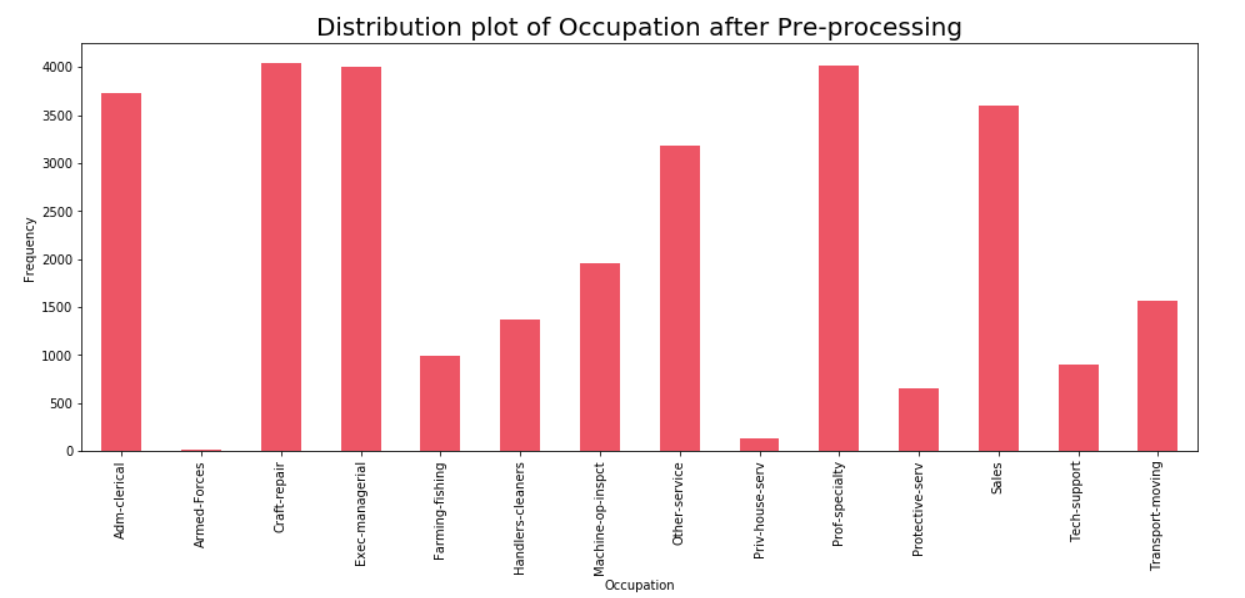 Distribution plot of Occupation after Pre-processing
Frequency
4000
3500
3000
2500
2000
1500
1000
500
0
Adm-clerical
Armed-Forces
Craft-repair
Exec-managerial
Farming-fishing
Handlers-cleaners
Machine-op-inspct
Other-service
Priv-house-serv
Prof-specialty
Protective-serv
Sales
Tech-support
Transport-moving
Occupation